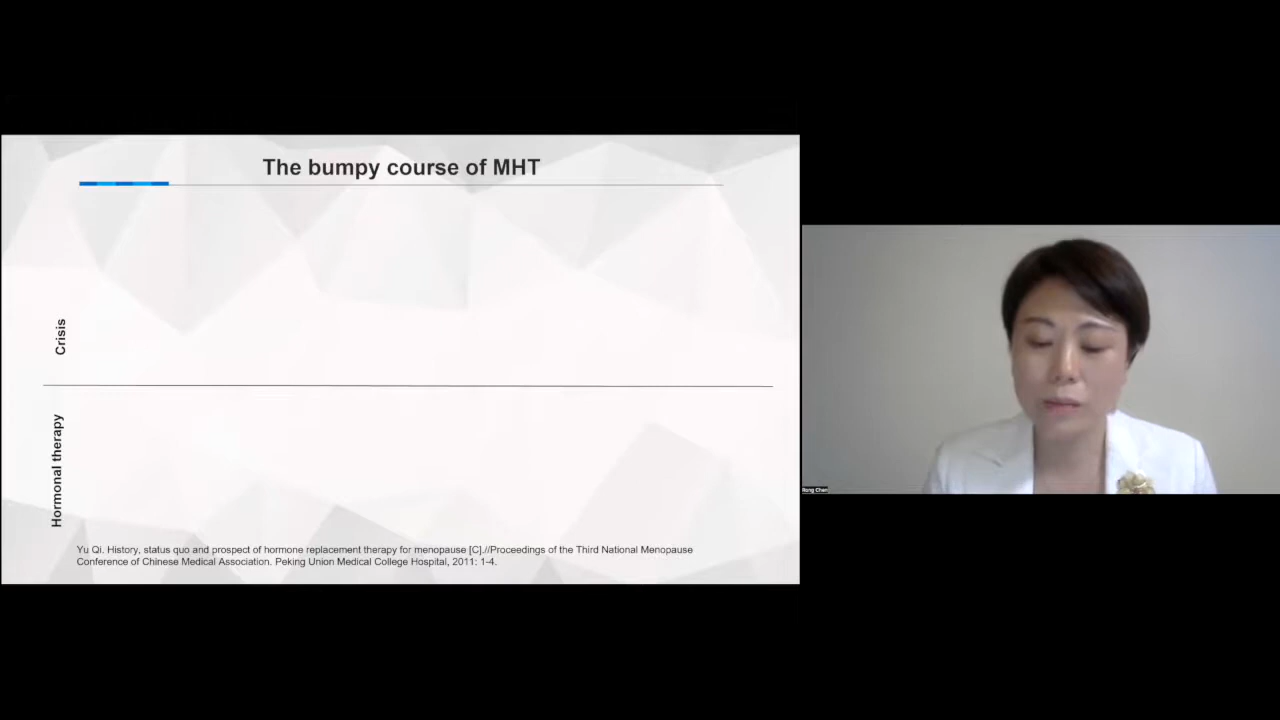 The bumpy course of MHT
Crisis
Hormonal therapy
Yu Qi. History, status quo and prospect of hormone replacement therapy for menopause [C].//Proceedings of the Third National Menopause
Conference of Chinese Medical Association. Peking Union Medical College Hospital, 2011: 1-4.
Rong Chen